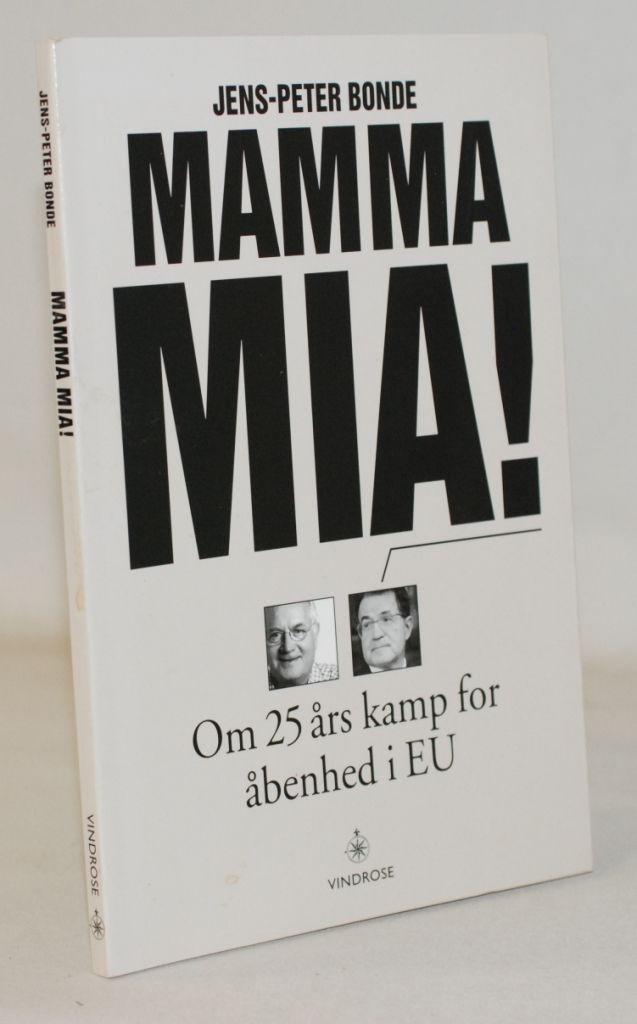 JENS-PETER BONDE
MAMMA
MIA!
Om 25 års kamp for
åbenhed i EU
VINDROSE
JENS-PETER BONDE
MAMMA MIA!
VINDROSE